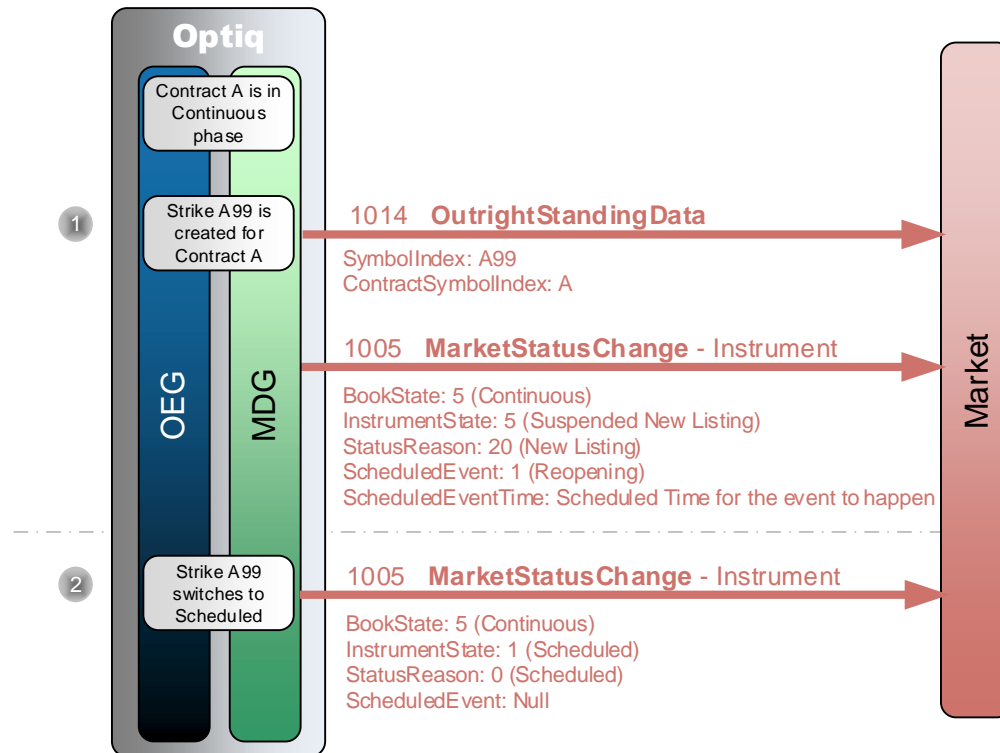 Optiq
Contract A is in
Continuous
phase
1
Strike A99 is
created for
Contract A
1014 OutrightStandingData
SymbolIndex: A99
ContractSymbolIndex: A
1005 MarketStatusChange - Instrument
BookState: 5 (Continuous)
InstrumentState: 5 (Suspended New Listing)
StatusReason: 20 (New Listing)
ScheduledEvent: 1 (Reopening)
ScheduledEventTime: Scheduled Time for the event to happen
OEG
MDG
Market
2
Strike A99
switches to
Scheduled
1005 MarketStatusChange - Instrument
BookState: 5 (Continuous)
InstrumentState: 1 (Scheduled)
StatusReason: 0 (Scheduled)
ScheduledEvent: Null